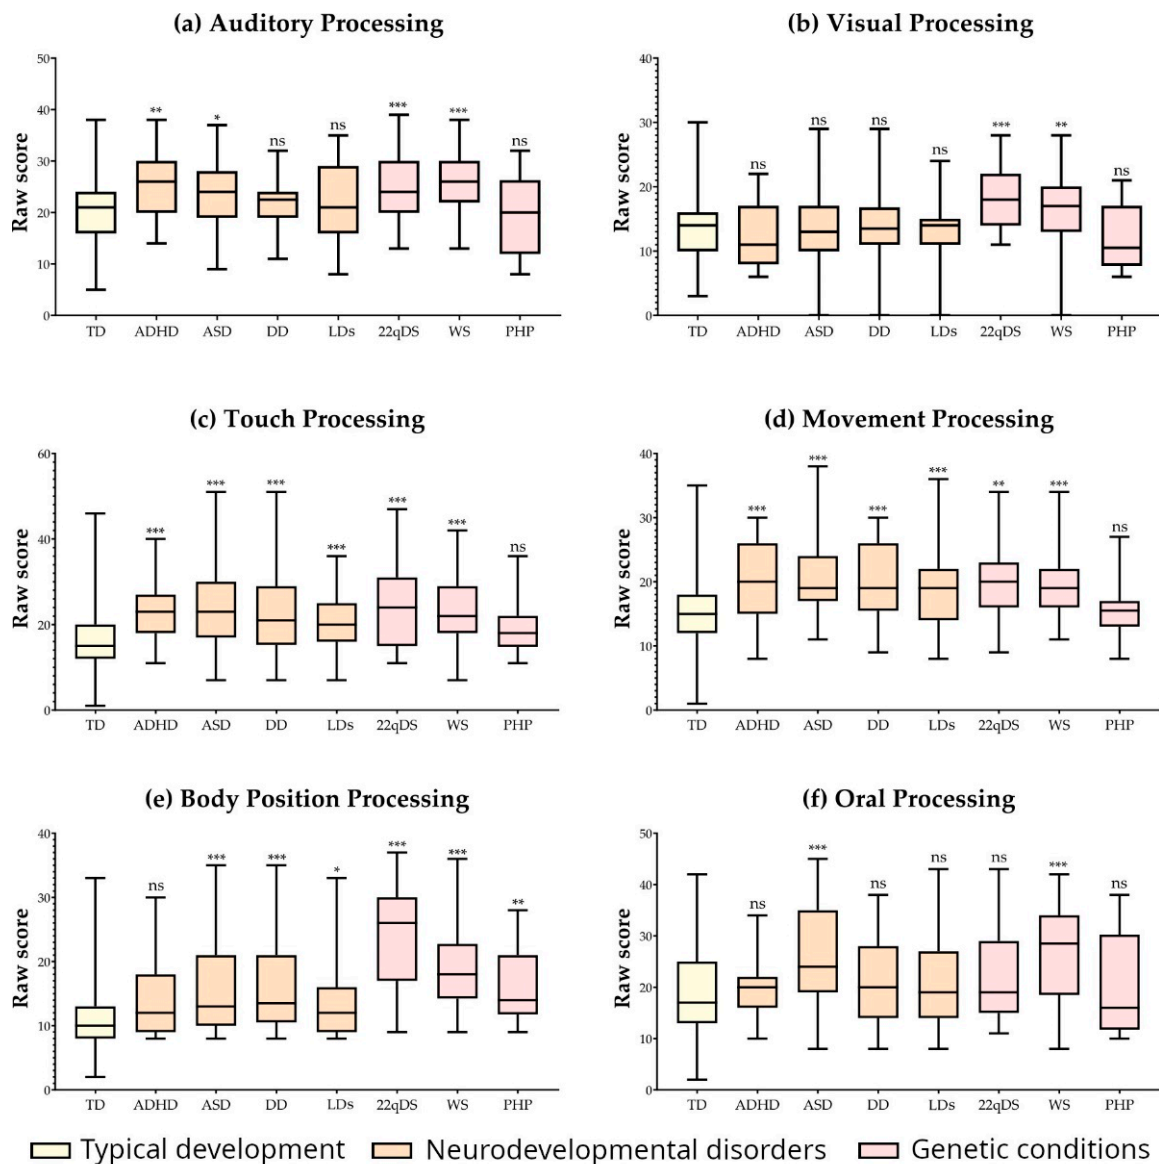 (a) Auditory Processing
Raw score
50
40
30
20
10
0
** * ns ns *** *** ns
TD ADHD ASD DD LDs 22qDS WS PHP
(b) Visual Processing
Raw score
40
30
20
10
0
ns ns ns ns *** ** ns
TD ADHD ASD DD LDs 22qDS WS PHP
(c) Touch Processing
Raw score
60
40
20
0
*** *** *** *** *** *** ns
TD ADHD ASD DD LDs 22qDS WS PHP
(d) Movement Processing
Raw score
40
30
20
10
0
*** *** *** *** ** *** ns
TD ADHD ASD DD LDs 22qDS WS PHP
(e) Body Position Processing
Raw score
40
30
20
10
0
ns *** *** * *** *** **
TD ADHD ASD DD LDs 22qDS WS PHP
(f) Oral Processing
Raw score
50
40
30
20
10
0
ns *** ns ns ns *** ns
TD ADHD ASD DD LDs 22qDS WS PHP
Typical development Neurodevelopmental disorders Genetic conditions